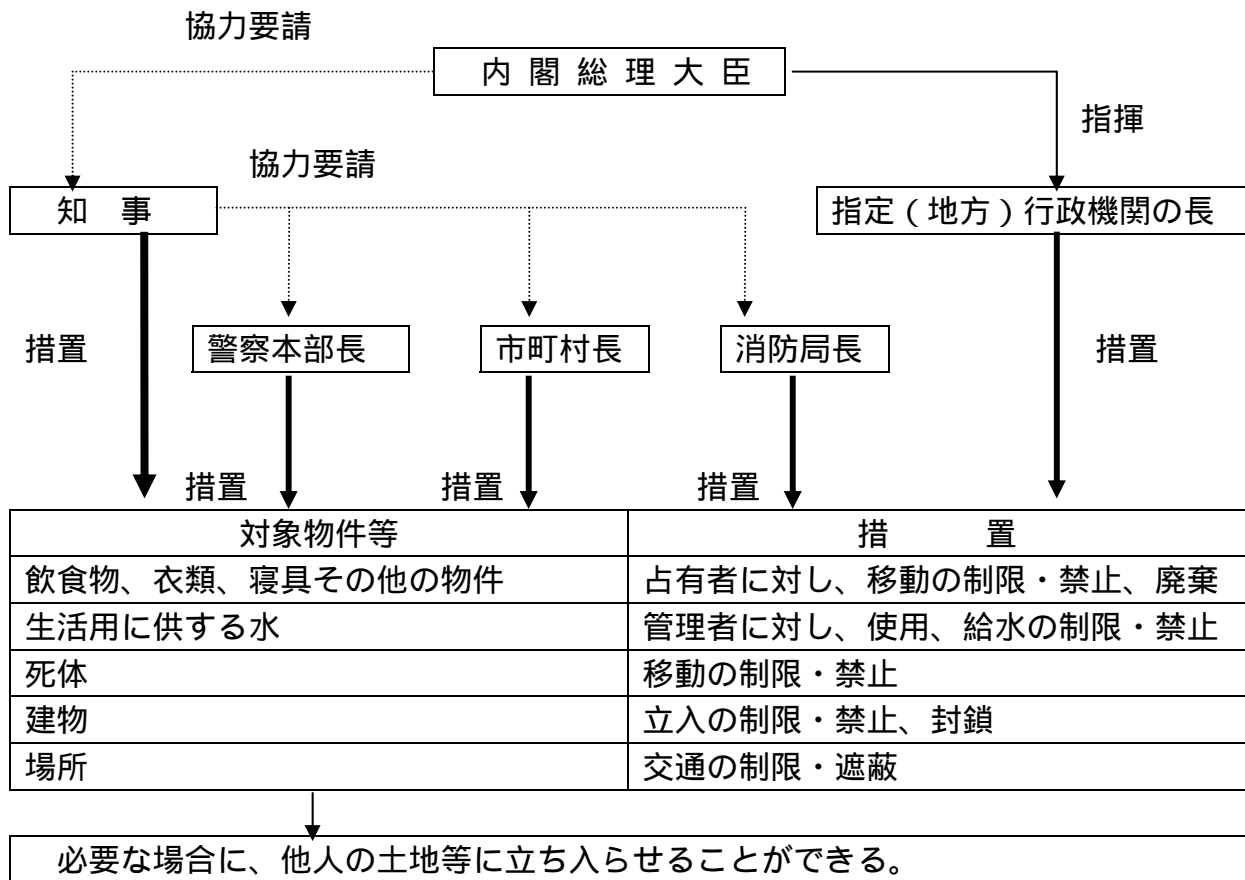 協力要請
内 閣 総 理 大 臣
指揮
協力要請
知　事
指定（地方）行政機関の長
措置
警察本部長
市町村長
消防局長
措置
措置
措置
措置
対象物件等
措　　　置
飲食物、衣類、寝具その他の物件
占有者に対し、移動の制限・禁止、廃棄
生活用に供する水
管理者に対し、使用、給水の制限・禁止
死体
移動の制限・禁止
建物
立入の制限・禁止、封鎖
場所
交通の制限・遮蔽
必要な場合に、他人の土地等に立ち入らせることができる。